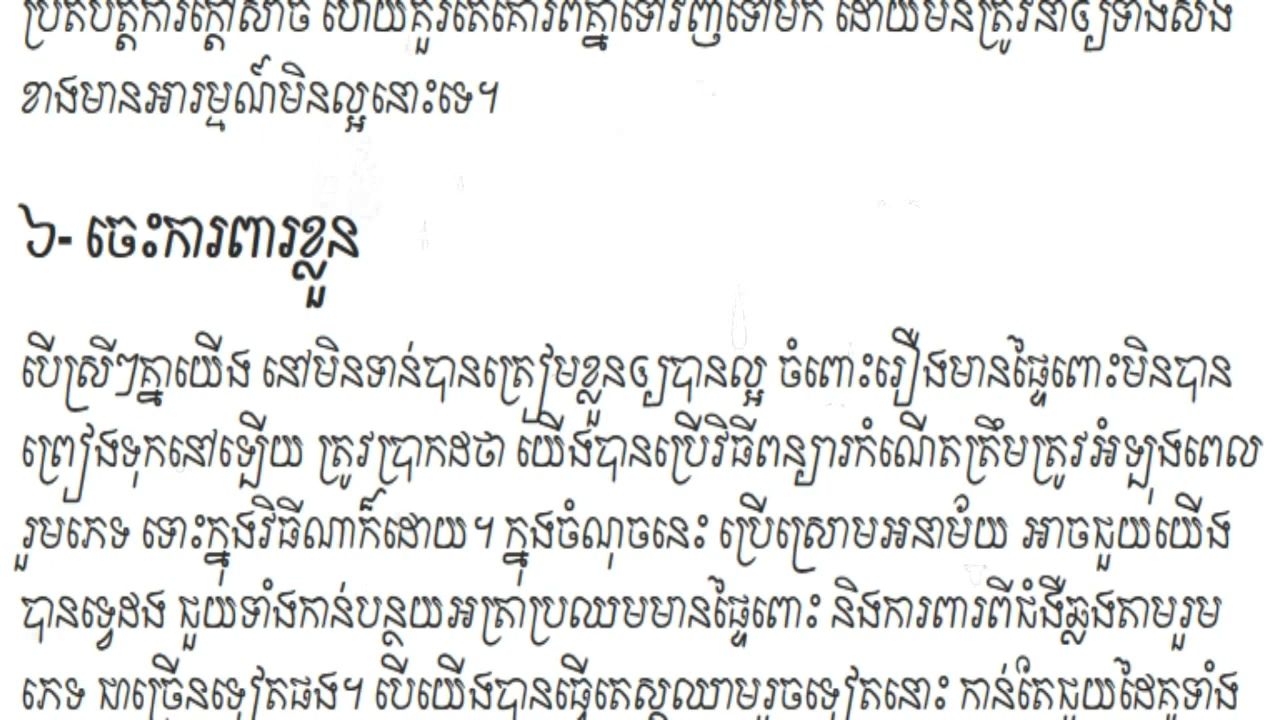 ប្រតិបត្តការក្តៅសាច់ ហើយគួរតែគោរពគ្នាទៅវិញទៅមក ដោយមិនត្រូវនាំឲ្យទាំងសង
ខាងមានអារម្មណ៍មិនល្អនោះទេ។
៦- ចេះការពារខ្លួន
បើស្រីៗគ្នាយើង នៅមិនទាន់បានត្រៀមខ្លួនឲ្យបានល្អ ចំពោះរឿងមានផ្ទៃពោះមិនបាន
ព្រៀងទុកនៅឡើយ ត្រូវប្រាកដថា យើងបានប្រើវិធីពន្យារកំណើតត្រឹមត្រូវអំឡុងពេល
រួមភេទ ទោះក្នុងវិធីណាក៏ដោយ។ ក្នុងចំណុចនេះ ប្រើស្រោមអនាម័យ អាចជួយយើង
បានទ្វេដង ជួយទាំងកាន់បន្ថយអត្រាប្រឈមមានផ្ទៃពោះ និងការពារពីជំងឺឆ្លងតាមរួម
ភេទ ជាច្រើនទៀតផង។ បើយើងបានធ្វើតេស្តឈាមរួចទៀតនោះ កាន់តែជួយដៃគូទាំង